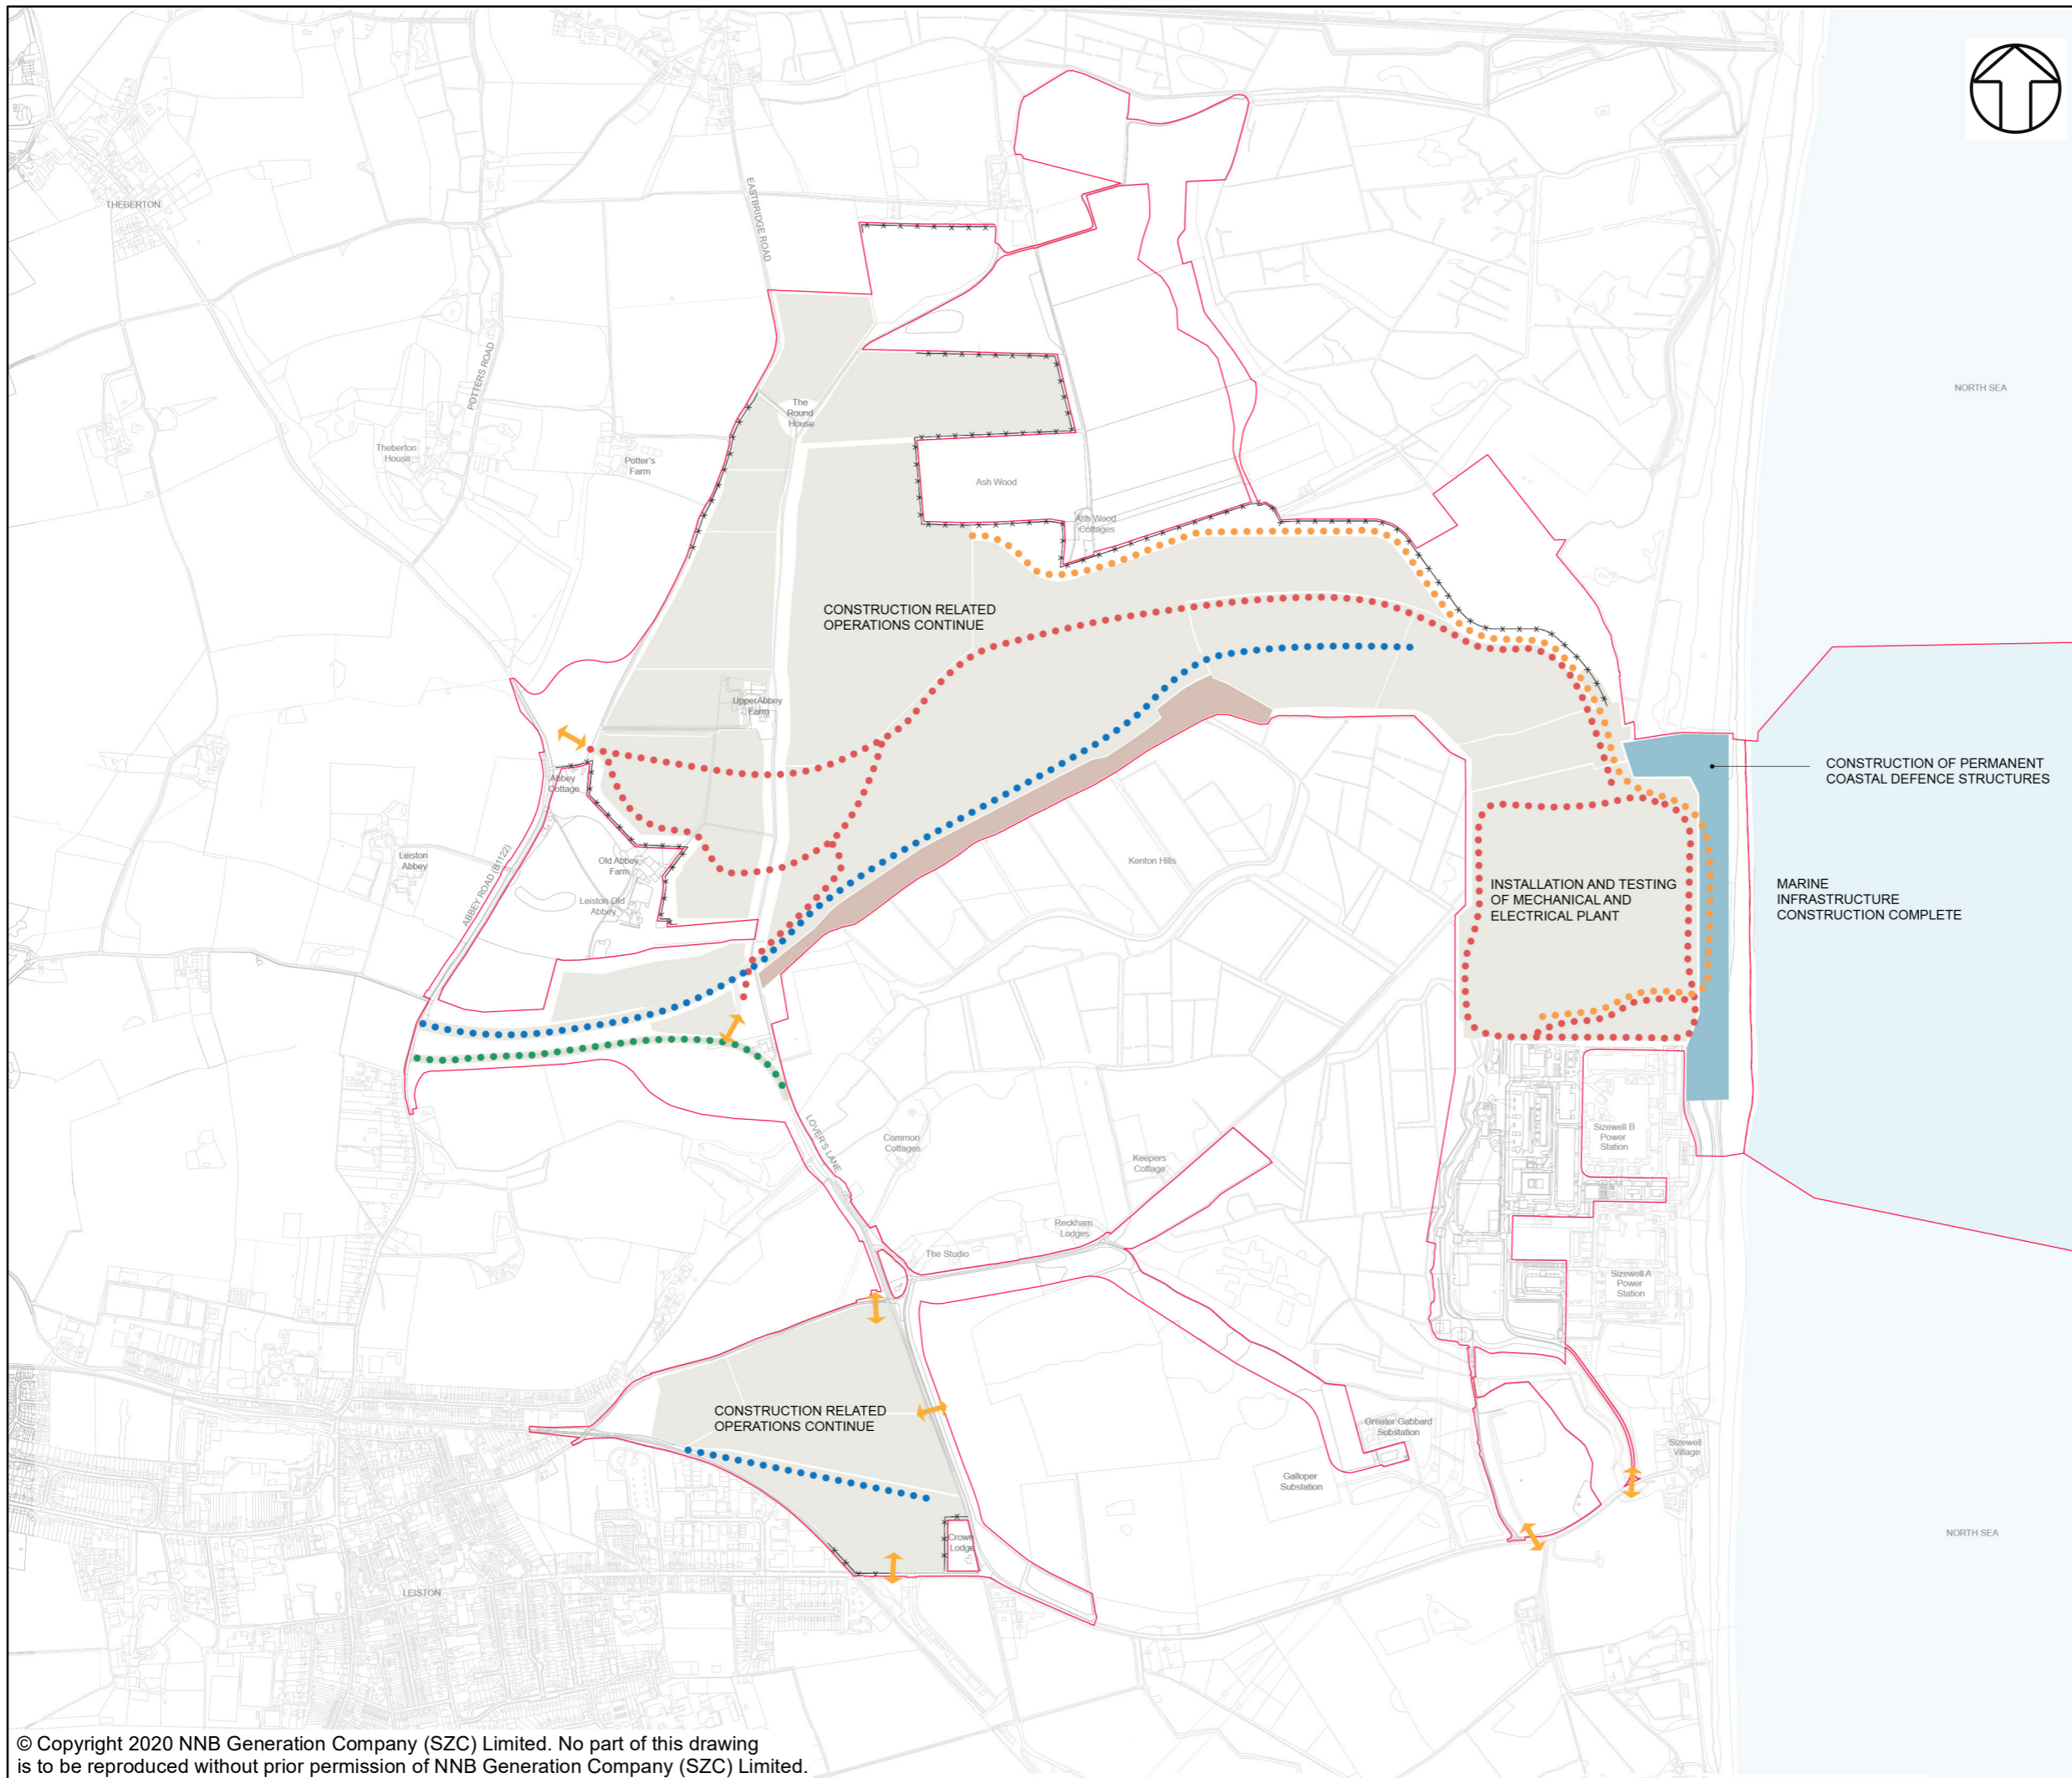 THEBERTON
EASTBRIDGE ROAD
NORTH SEA
POTTERS ROAD
The
Round
House
Theberton
House
Potter's
Farm
Ash Wood
Ash Wood
Cottages
CONSTRUCTION RELATED
OPERATIONS CONTINUE
UpperAbbey
Farm
CONSTRUCTION OF PERMANENT
COASTAL DEFENCE STRUCTURES
Abbey
Cottage
Leiston
Abbey
ABBEY ROAD (B1122)
Old Abbey
Farm
Leiston Old
Abbey
Kenton Hills
INSTALLATION AND TESTING
OF MECHANICAL AND
ELECTRICAL PLANT
MARINE
INFRASTRUCTURE
CONSTRUCTION COMPLETE
LOVER'S LANE
Common
Cottages
Keepers
Cottage
Sizewell B
Power
Station
Reckham
Lodges
The Studio
Sizewell A
Power
Station
CONSTRUCTION RELATED
OPERATIONS CONTINUE
Greater Gabbard
Substation
Sizewell
Village
Galloper
Substation
Crown
Lodge
NORTH SEA
LEISTON
© Copyright 2020 NNB Generation Company (SZC) Limited. No part of this drawing
is to be reproduced without prior permission of NNB Generation Company (SZC) Limited.